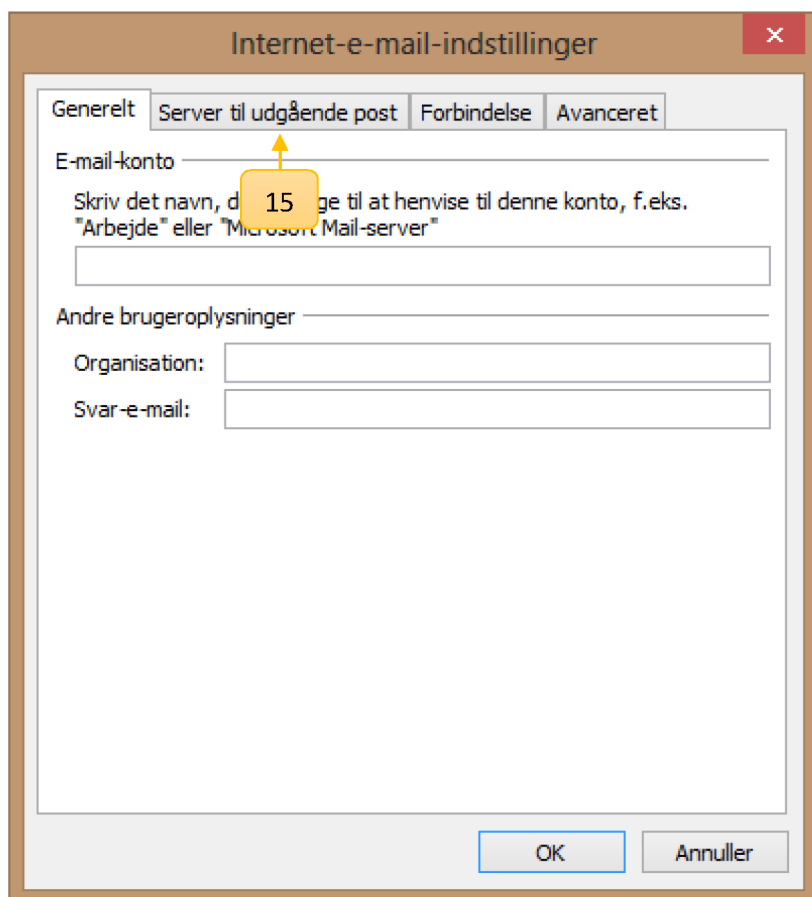 Internet-e-mail-indstillinger
Generelt Server til udgående post Forbindelse Avanceret
E-mail-konto
Skriv det navn, d 15 ge til at henvise til denne konto, f.eks.
"Arbejde" eller "Microsoft Mail-server"
Andre brugeroplysninger
Organisation:
Svar-e-mail:
OK Annuller